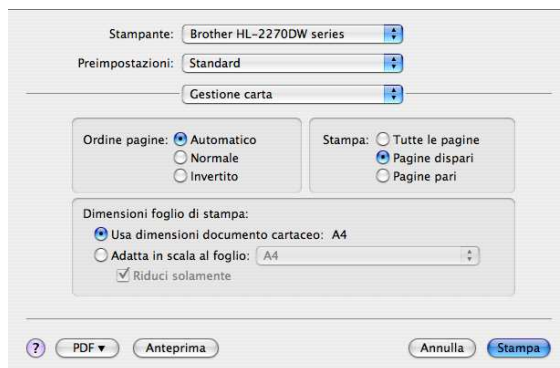 Stampante: Brother HL-2270DW series
Preimpostazioni: Standard
Gestione carta
Ordine pagine: Automatico
Normale
Invertito
Stampa: Tutte le pagine
Pagine dispari
Pagine pari
Dimensioni foglio di stampa:
Usa dimensioni documento cartaceo: A4
Adatta in scala al foglio: A4
Riduci solamente
? PDF ▼ Anteprima Annulla Stampa